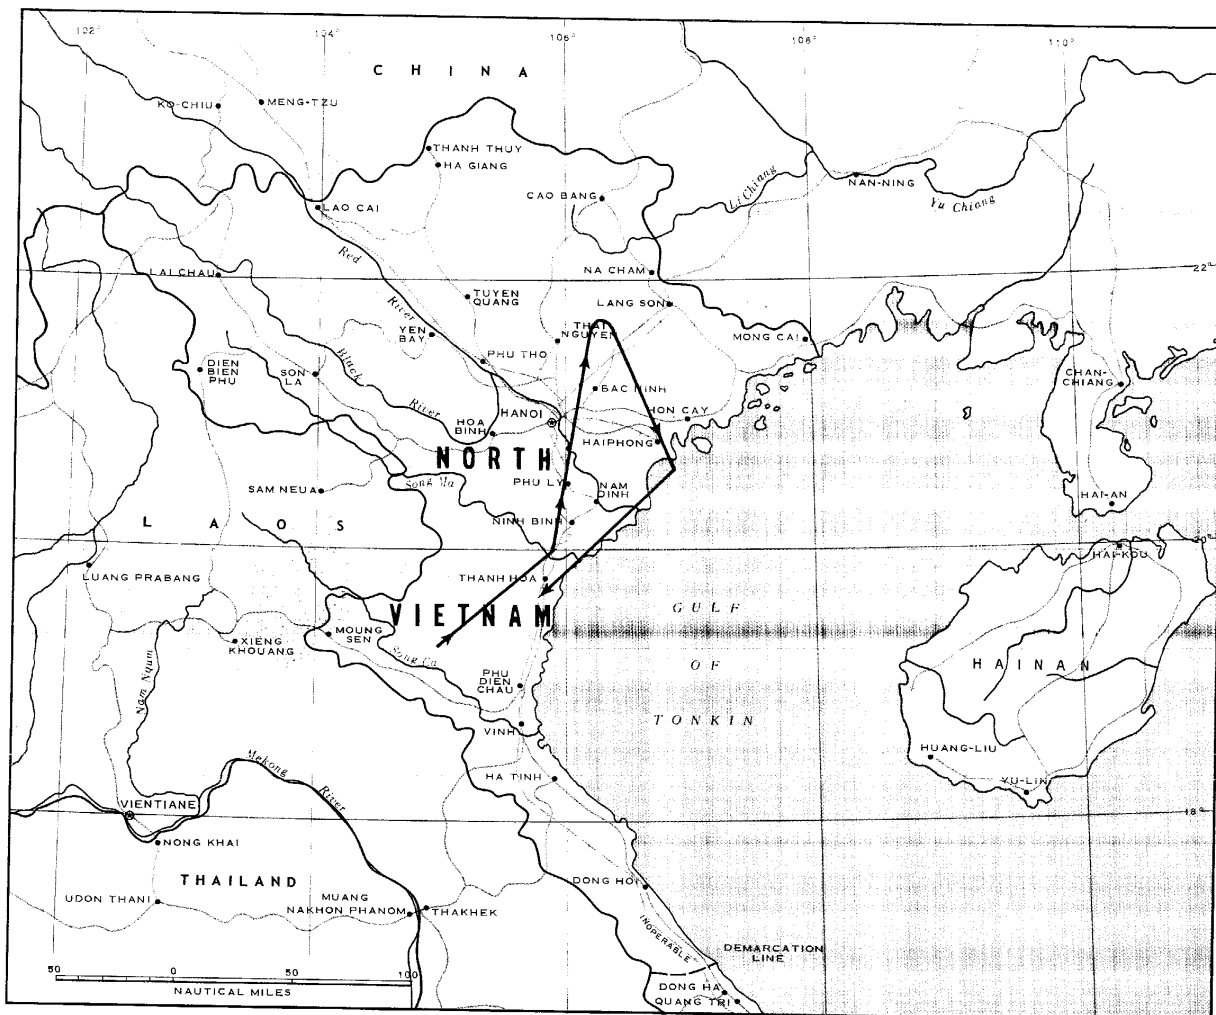 102° 104° 106° 108° 110°
CHINA
KO-CHIU
MENG-TZU
THANH THUY
HA GIANG
CAO BANG
Li Chiang
NAN-NING
Yu Chiang
LAO CAI
Red
River
LAI CHAU
NA CHAM
22°
TUYEN
QUANG
LANG SON
YEN
BAY
THAI
NGUYEN
MONG CAI
PHU THO
DIEN
BIEN
PHU
SON
LA
Black
River
BAC NINH
CHAN-
CHIANG
HANOI
HON GAY
HOA
BINH
HAIPHONG
NORTH
PHU LY
NAM
DINH
SAM NEUA
Song Ma
HAI-AN
LAOS
NINH BINH
20°
HAI-KOU
LUANG PRABANG
THANH HOA
VIETNAM
GULF
OF
TONKIN
XIENG
KHOUANG
MOUNG
SEN
Song Ca
HAINAN
Nam Ngum
PHU
DIEN
CHAU
VINH
HUANG-LIU
YU-LIN
Mekong
River
HA TINH
VIENTIANE
18°
NONG KHAI
THAILAND
DONG HOI
UDON THANI
MUANG
NAKHON PHANOM
THAKHEK
INOPERABLE
DEMARCATION
LINE
50 0 50 100
NAUTICAL MILES
DONG HA
QUANG TRI